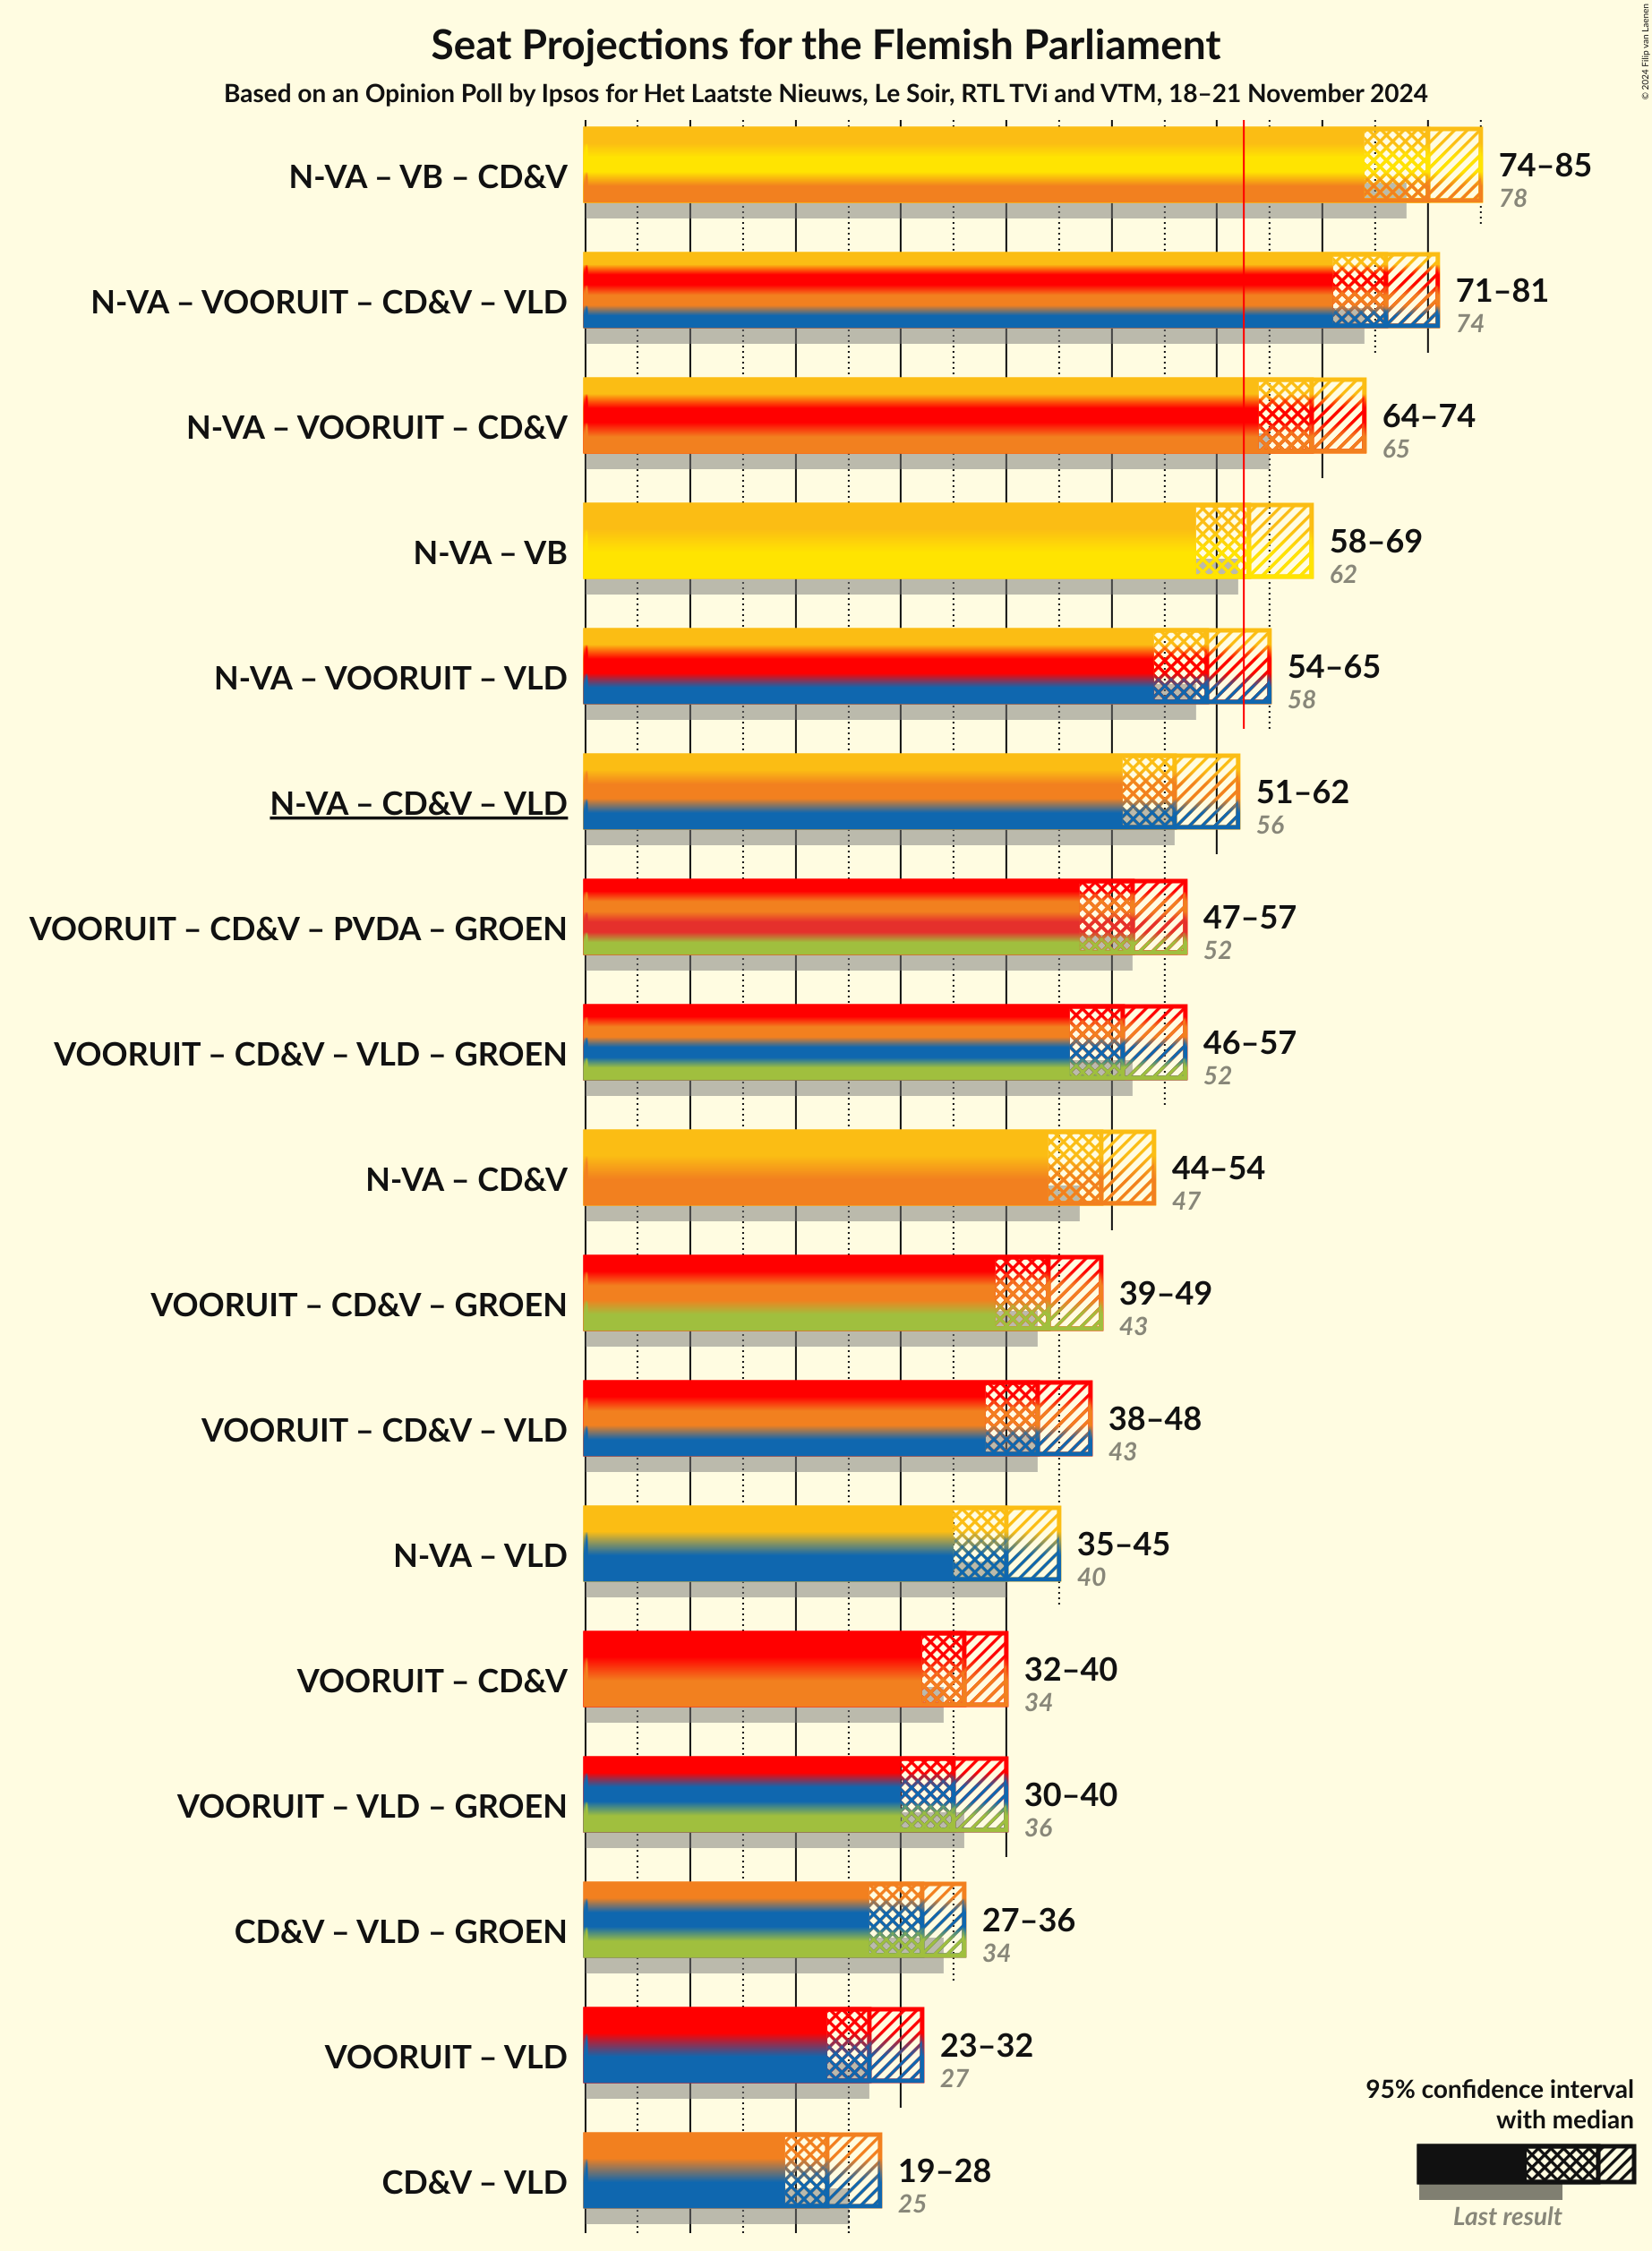 Seat Projections for the Flemish Parliament
Based on an Opinion Poll by Ipsos for Het Laatste Nieuws, Le Soir, RTL TVi and VTM, 18–21 November 2024
© 2024 Filip van Laenen
N-VA – VB – CD&V
74–85
78
N-VA – VOORUIT – CD&V – VLD
71–81
74
N-VA – VOORUIT – CD&V
64–74
65
N-VA – VB
58–69
62
N-VA – VOORUIT – VLD
54–65
58
N-VA – CD&V – VLD
51–62
56
VOORUIT – CD&V – PVDA – GROEN
47–57
52
VOORUIT – CD&V – VLD – GROEN
46–57
52
N-VA – CD&V
44–54
47
VOORUIT – CD&V – GROEN
39–49
43
VOORUIT – CD&V – VLD
38–48
43
N-VA – VLD
35–45
40
VOORUIT – CD&V
32–40
34
VOORUIT – VLD – GROEN
30–40
36
CD&V – VLD – GROEN
27–36
34
VOORUIT – VLD
23–32
27
CD&V – VLD
19–28
25
95% confidence interval
with median
Last result